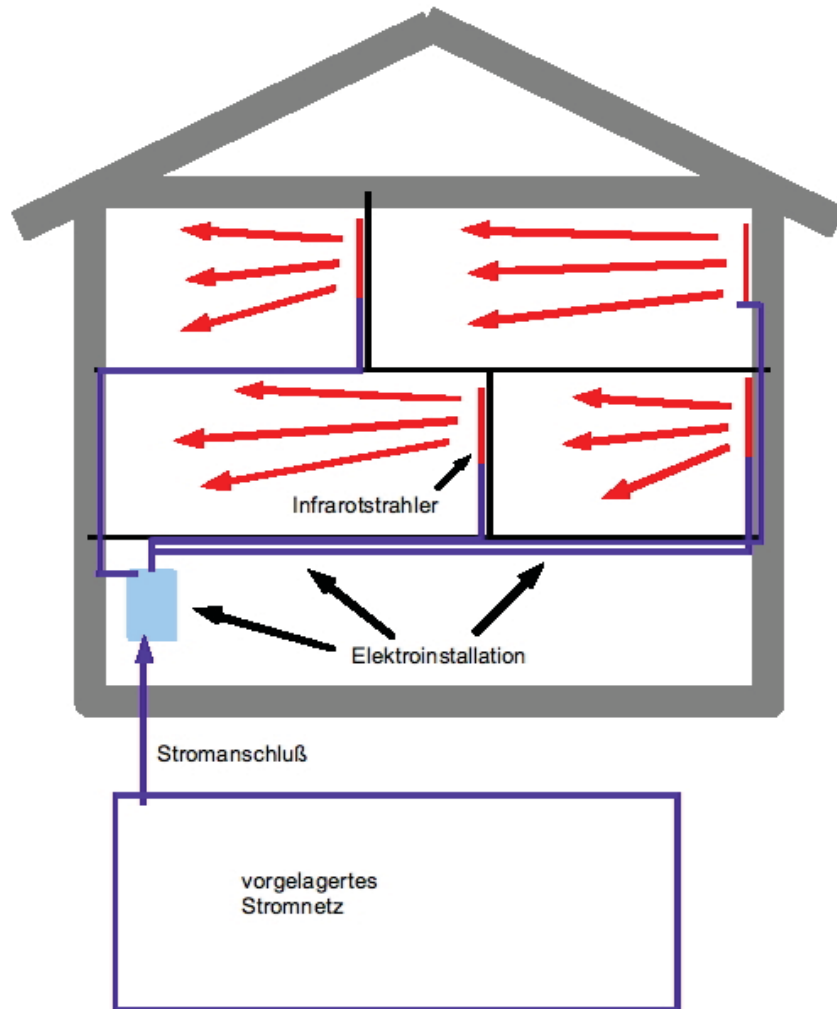 Infrarotstrahler
Elektroinstallation
Stromanschluß
vorgelagertes
Stromnetz